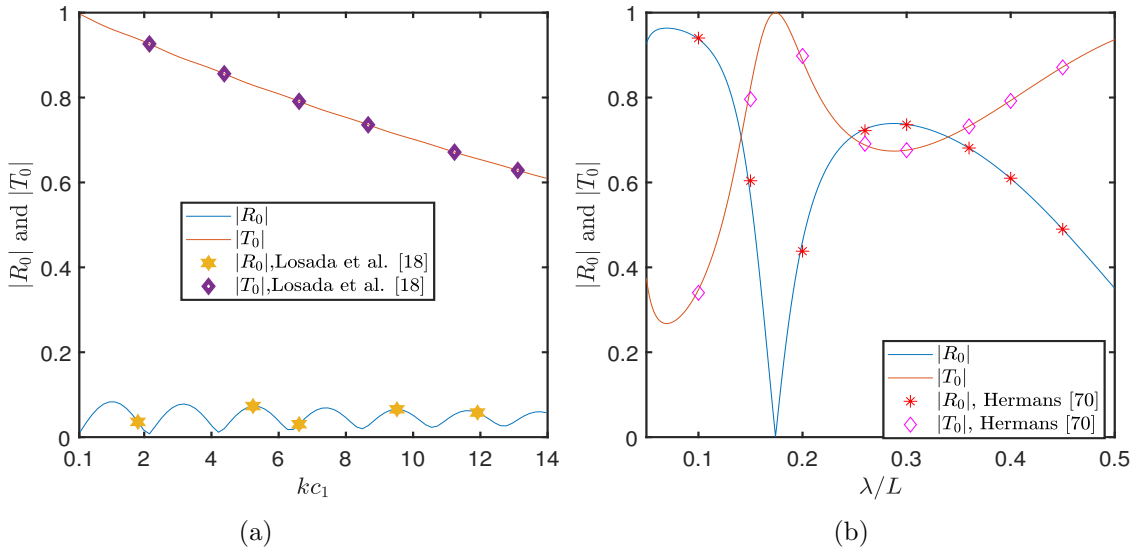 1
0.8
0.6
0.4
0.2
0
|R₀| and |T₀|
|R₀|
|T₀|
|R₀|,Losada et al. [18]
|T₀|,Losada et al. [18]
0.1 2 4 6 8 10 12 14
kc₁
(a)
1
0.8
0.6
0.4
0.2
0
|R₀| and |T₀|
|R₀|
|T₀|
|R₀|, Hermans [70]
|T₀|, Hermans [70]
0.1 0.2 0.3 0.4 0.5
λ/L
(b)